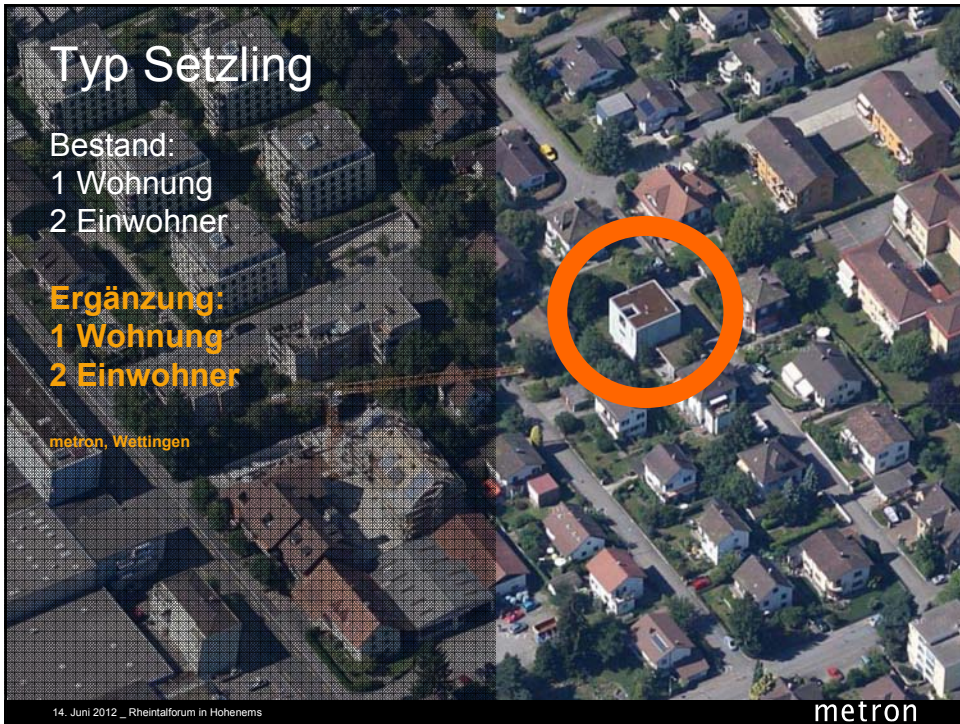 Typ Setzling
Bestand:
1 Wohnung
2 Einwohner
Ergänzung:
1 Wohnung
2 Einwohner
metron, Wettingen
14. Juni 2012 _ Rheintalforum in Hohenems
metron